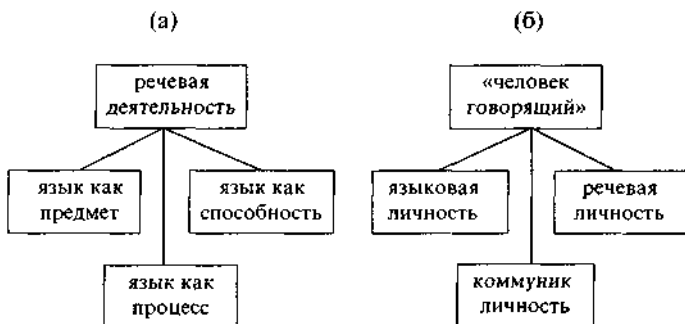 (а)
речевая
деятельность
язык как
предмет
язык как
способность
язык как
процесс
(б)
«человек
говорящий»
языковая
личность
речевая
личность
коммуник
личность